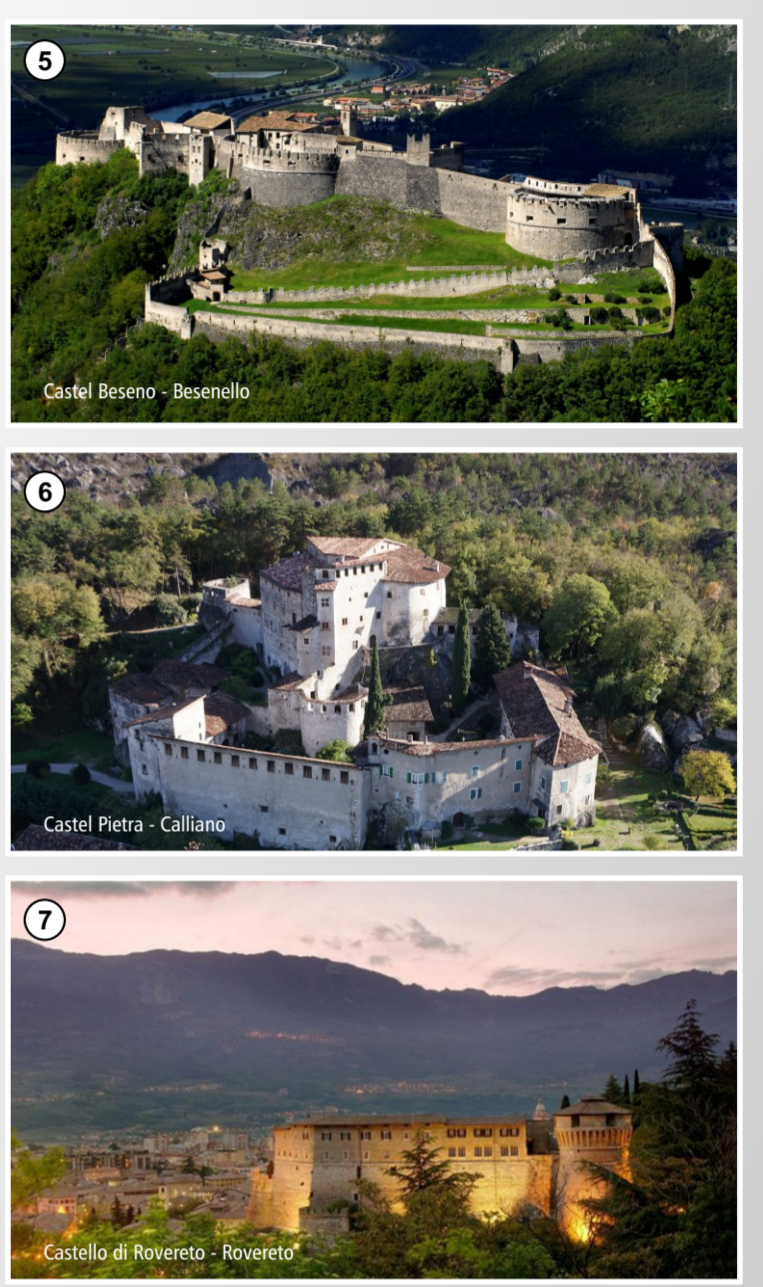 5
Castel Beseno - Besenello
6
Castel Pietra - Calliano
7
Castello di Rovereto - Rovereto